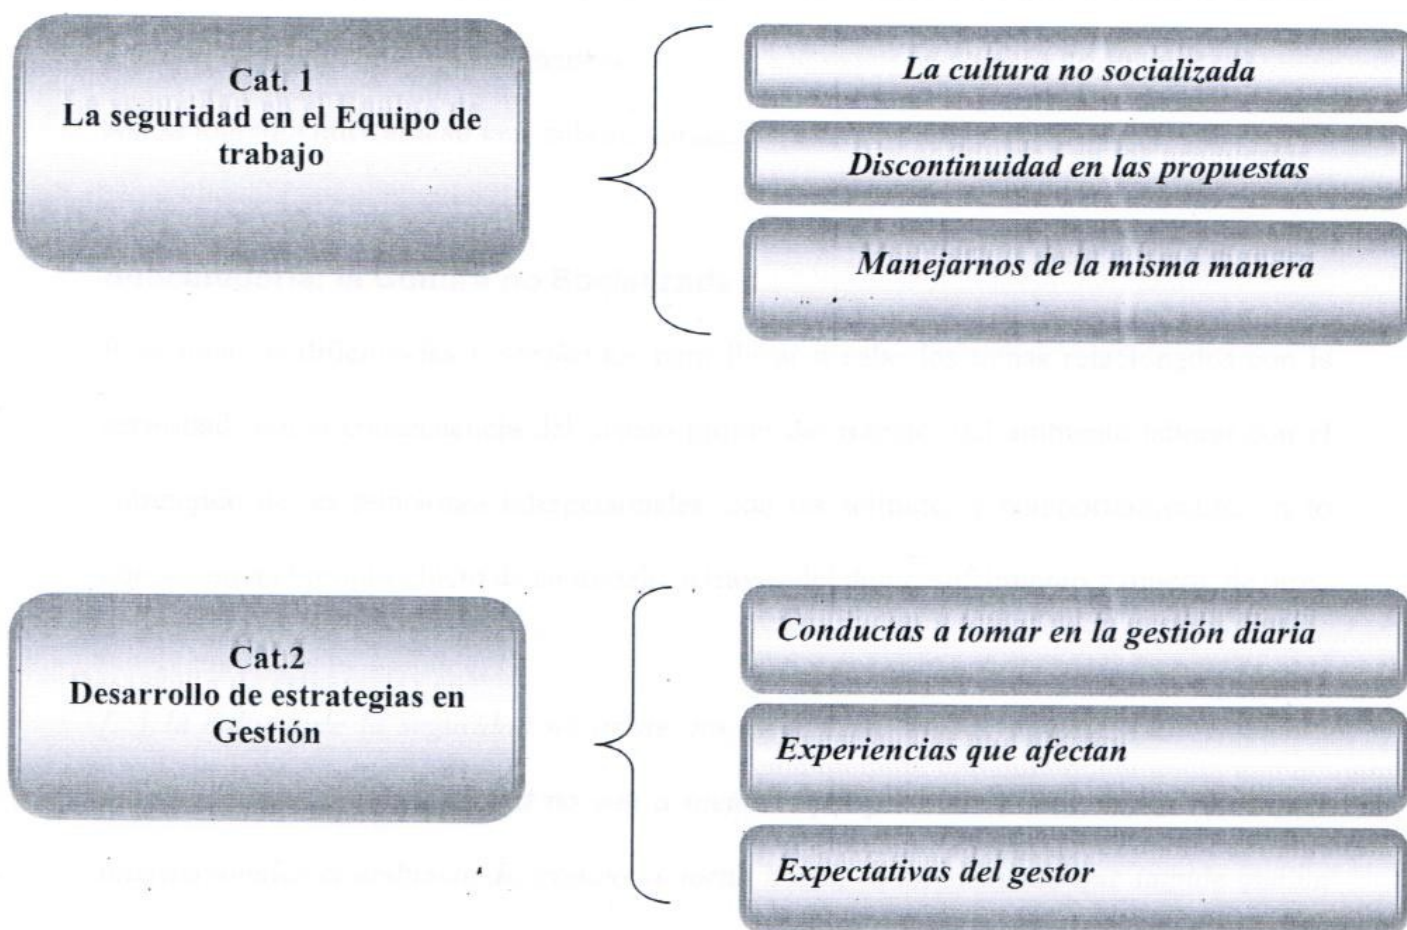 Cat. 1
La seguridad en el Equipo de
trabajo
La cultura no socializada
Discontinuidad en las propuestas
Manejarnos de la misma manera
Cat.2
Desarrollo de estrategias en
Gestión
Conductas a tomar en la gestión diaria
Experiencias que afectan
Expectativas del gestor